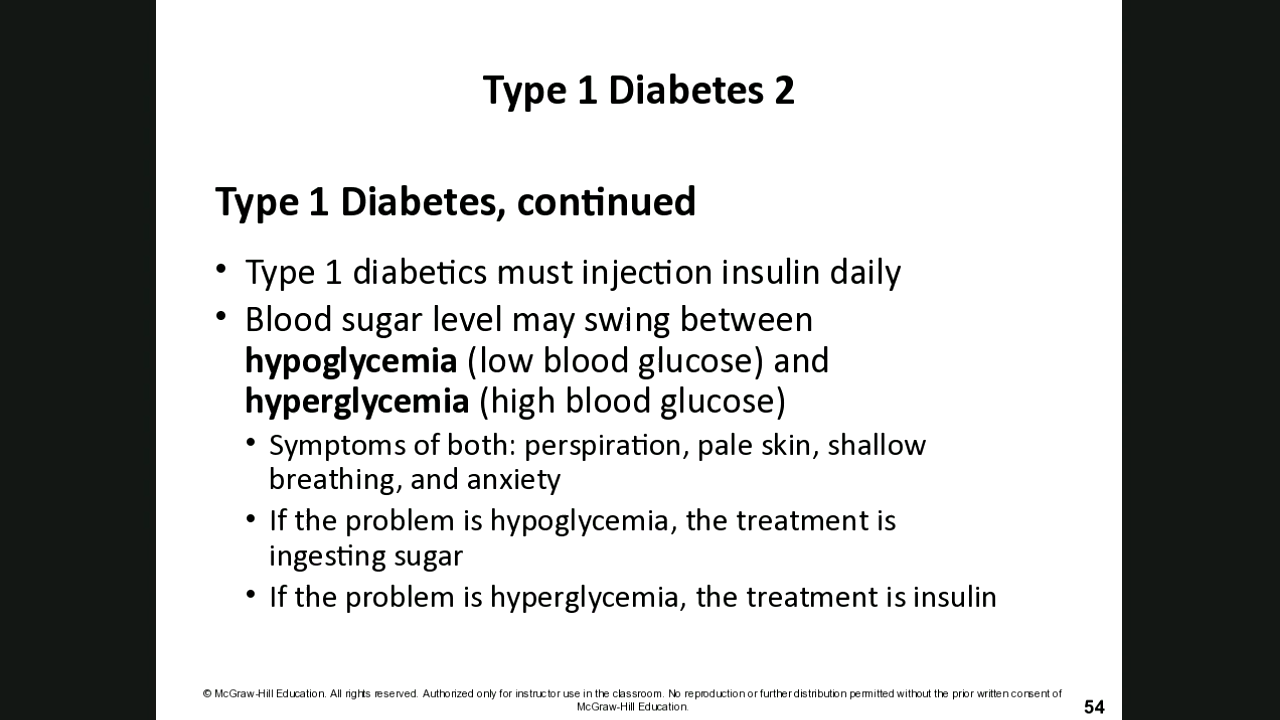 Type 1 Diabetes 2
Type 1 Diabetes, continued
• Type 1 diabetics must injection insulin daily
• Blood sugar level may swing between
hypoglycemia (low blood glucose) and
hyperglycemia (high blood glucose)
• Symptoms of both: perspiration, pale skin, shallow
breathing, and anxiety
• If the problem is hypoglycemia, the treatment is
ingesting sugar
• If the problem is hyperglycemia, the treatment is insulin
© McGraw-Hill Education. All rights reserved. Authorized only for instructor use in the classroom. No reproduction or further distribution permitted without the prior written consent of
McGraw-Hill Education.
54